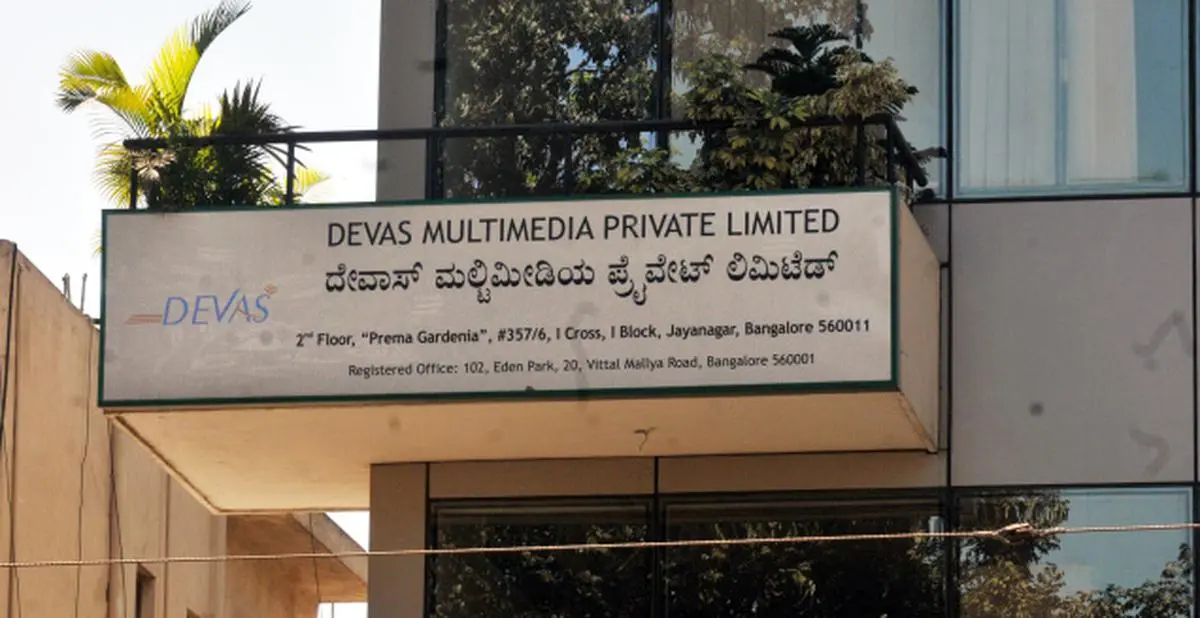 DEVAS MULTIMEDIA PRIVATE LIMITED
ದೇವಾಸ್ ಮಲ್ಟಿಮೀಡಿಯ ಪ್ರೈವೇಟ್ ಲಿಮಿಟೆಡ್
DEVAS
2nd Floor, “Prema Gardenia”, #357/6, I Cross, I Block, Jayanagar, Bangalore 560011
Registered Office: 102, Eden Park, 20, Vittal Mallya Road, Bangalore 560001